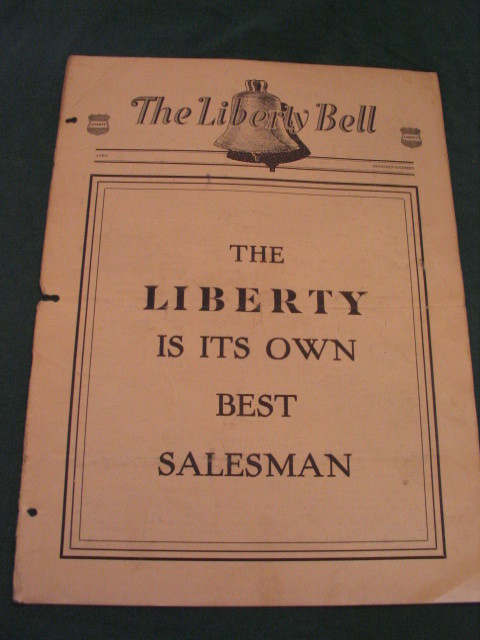 The Liberty Bell
THE
LIBERTY
IS ITS OWN
BEST
SALESMAN